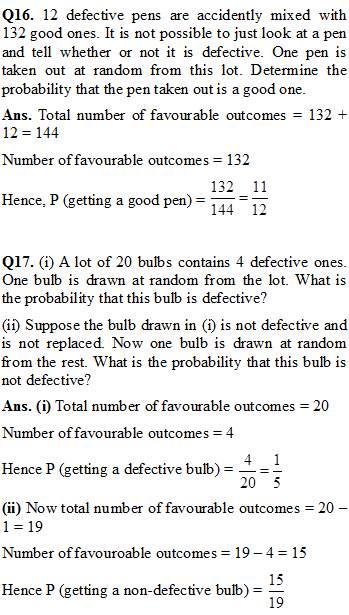 Q16. 12 defective pens are accidently mixed with
132 good ones. It is not possible to just look at a pen
and tell whether or not it is defective. One pen is
taken out at random from this lot. Determine the
probability that the pen taken out is a good one.
Ans. Total number of favourable outcomes = 132 +
12 = 144
Number of favourable outcomes = 132
Hence, P (getting a good pen) = 132/144 = 11/12
Q17. (i) A lot of 20 bulbs contains 4 defective ones.
One bulb is drawn at random from the lot. What is
the probability that this bulb is defective?
(ii) Suppose the bulb drawn in (i) is not defective and
is not replaced. Now one bulb is drawn at random
from the rest. What is the probability that this bulb is
not defective?
Ans. (i) Total number of favourable outcomes = 20
Number of favourable outcomes = 4
Hence P (getting a defective bulb) = 4/20 = 1/5
(ii) Now total number of favourable outcomes = 20 –
1 = 19
Number of favouroable outcomes = 19 – 4 = 15
Hence P (getting a non-defective bulb) = 15/19